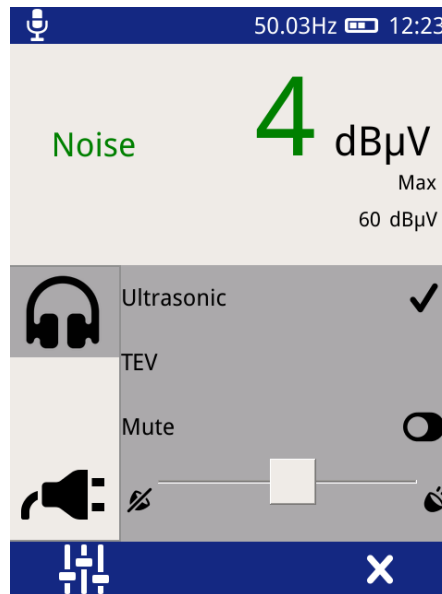 50.03Hz 12:23
Noise 4 dBµV
Max
60 dBµV
Ultrasonic
TEV
Mute